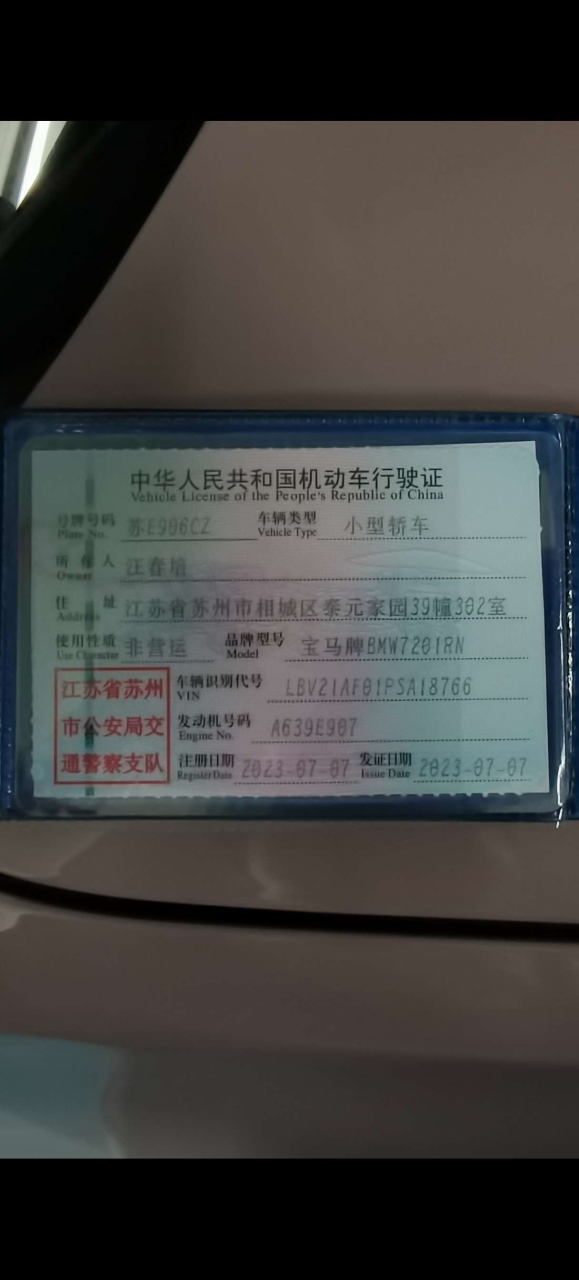 中华人民共和国机动车行驶证
Vehicle License of the People's Republic of China
号牌号码 苏E906CZ 车辆类型 小型轿车
Plate No. Vehicle Type
所有人 汪春培
Owner
住址 江苏省苏州市相城区泰元家园39幢302室
Address
使用性质 非营运 品牌型号 宝马牌BMW7201RN
Use Character Model
江苏省苏州
市公安局交
通警察支队
车辆识别代号 LBV21AF01PSA18766
VIN
发动机号码 A639E907
Engine No.
注册日期 2023-07-07 发证日期 2023-07-07
Register Date Issue Date